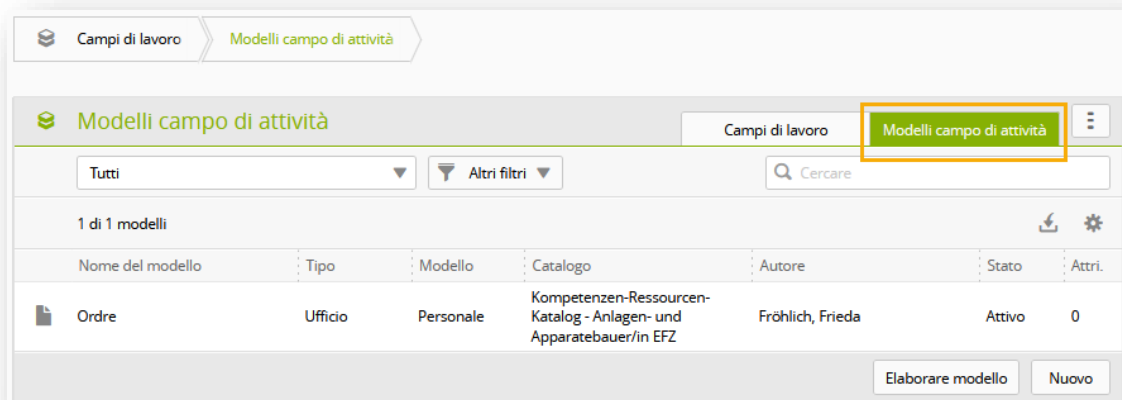 Campi di lavoro Modelli campo di attività
Modelli campo di attività Campi di lavoro Modelli campo di attività
Tutti Altri filtri Cercare
1 di 1 modelli
Nome del modello Tipo Modello Catalogo Autore Stato Attri.
Kompetenzen-Ressourcen-
Ordre Ufficio Personale Katalog - Anlagen- und Fröhlich, Frieda Attivo 0
Apparatebauer/in EFZ
Elaborare modello Nuovo